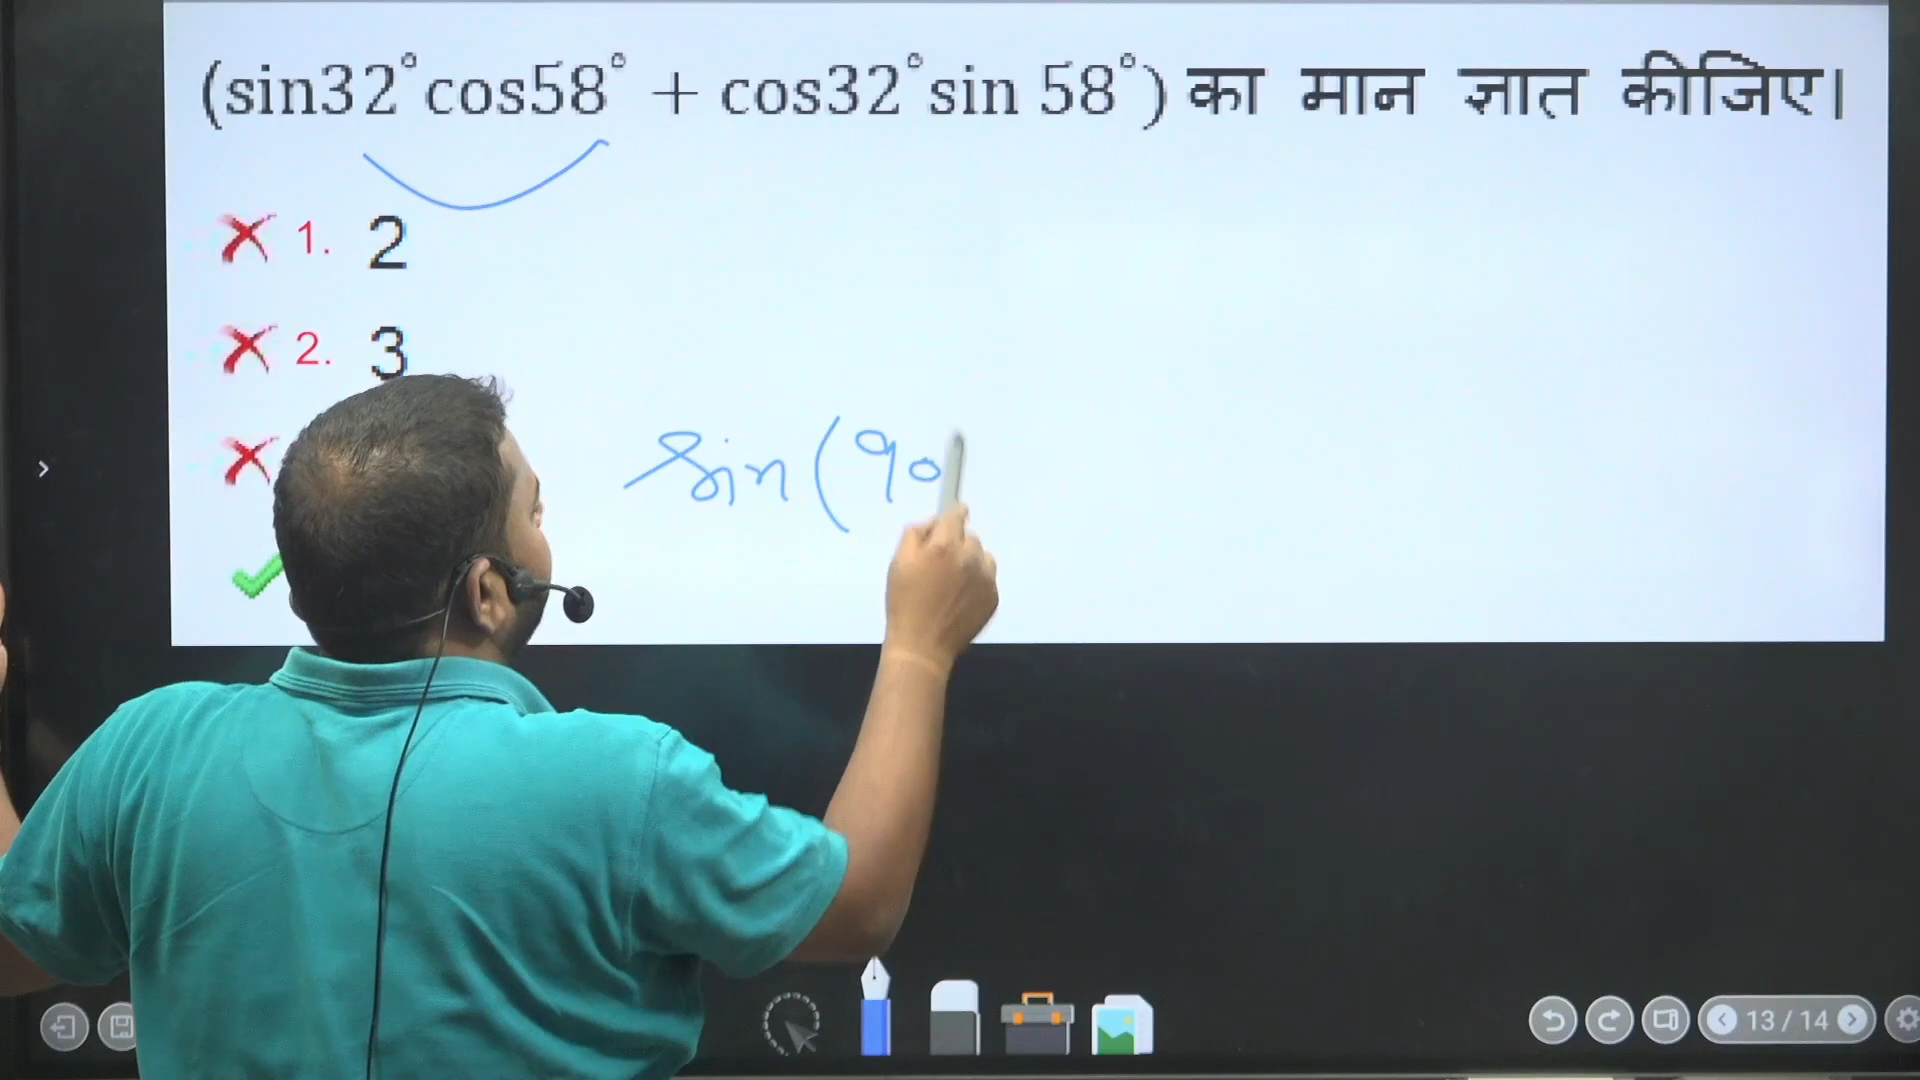 (sin32°cos58° + cos32°sin 58°) का मान ज्ञात कीजिए।
1. 2
2. 3
sin (90
13 / 14